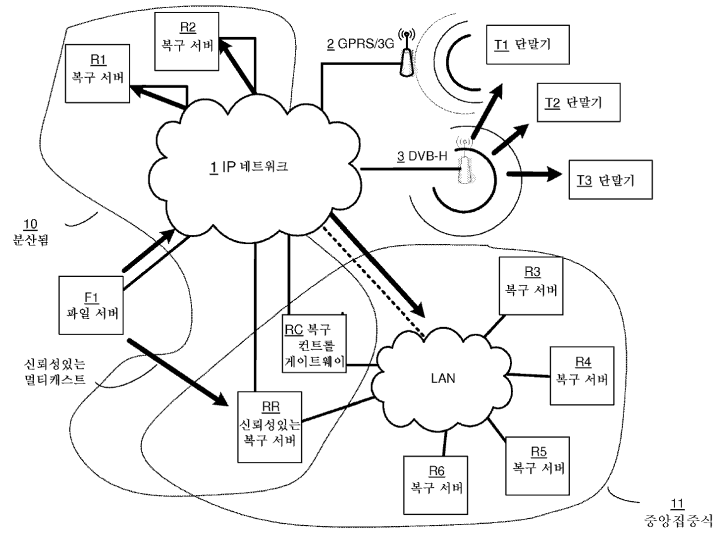 R1
복구 서버
R2
복구 서버
2 GPRS/3G
T1 단말기
T2 단말기
T3 단말기
1 IP 네트워크
3 DVB-H
10
분산됨
F1
파일 서버
신뢰성있는
멀티캐스트
RC 복구
컨트롤
게이트웨이
RR
신뢰성있는
복구 서버
LAN
R3
복구 서버
R4
복구 서버
R5
복구 서버
R6
복구 서버
11
중앙집중식